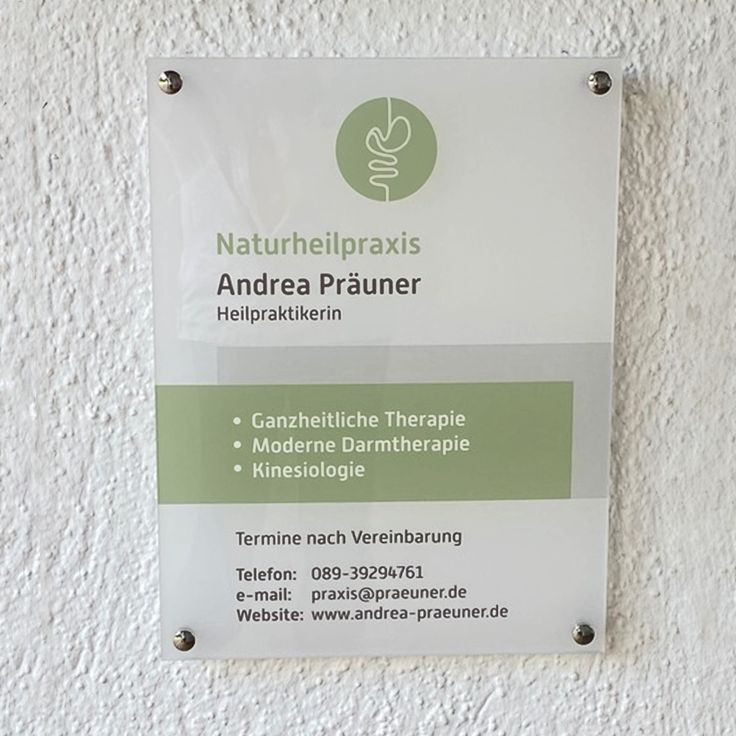 Naturheilpraxis
Andrea Präuner
Heilpraktikerin
• Ganzheitliche Therapie
• Moderne Darmtherapie
• Kinesiologie
Termine nach Vereinbarung
Telefon: 089-39294761
e-mail: praxis@praeuner.de
Website: www.andrea-praeuner.de